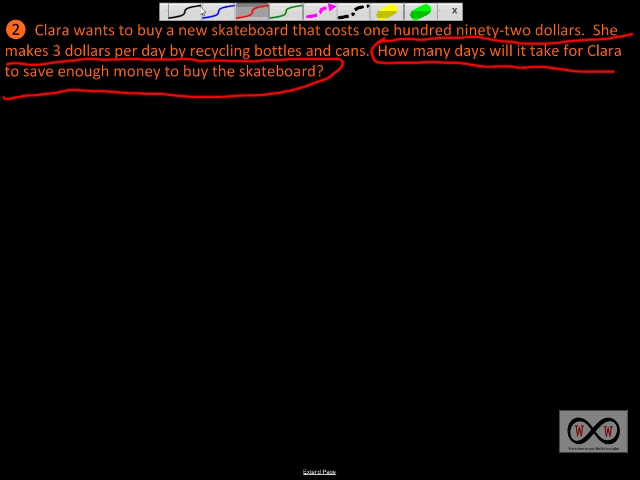 x
2 Clara wants to buy a new skateboard that costs one hundred ninety-two dollars. She
makes 3 dollars per day by recycling bottles and cans. How many days will it take for Clara
to save enough money to buy the skateboard?
W W
Extend Page